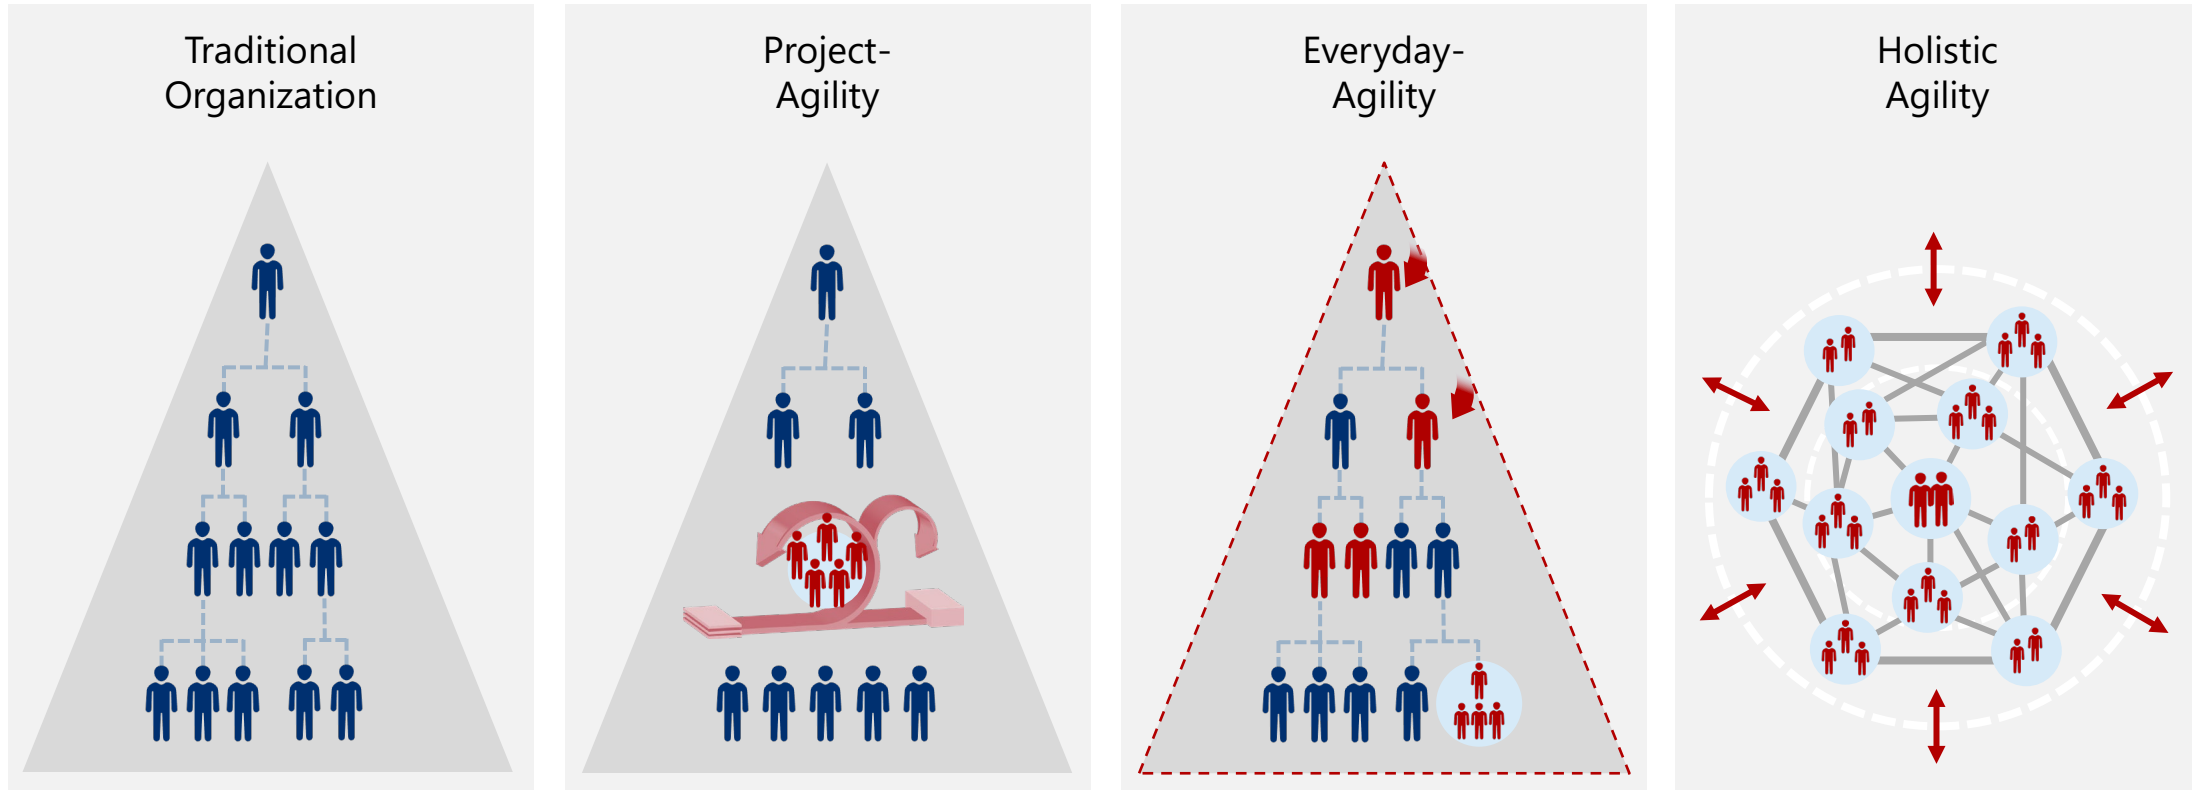 Traditional
Organization
Project-
Agility
Everyday-
Agility
Holistic
Agility